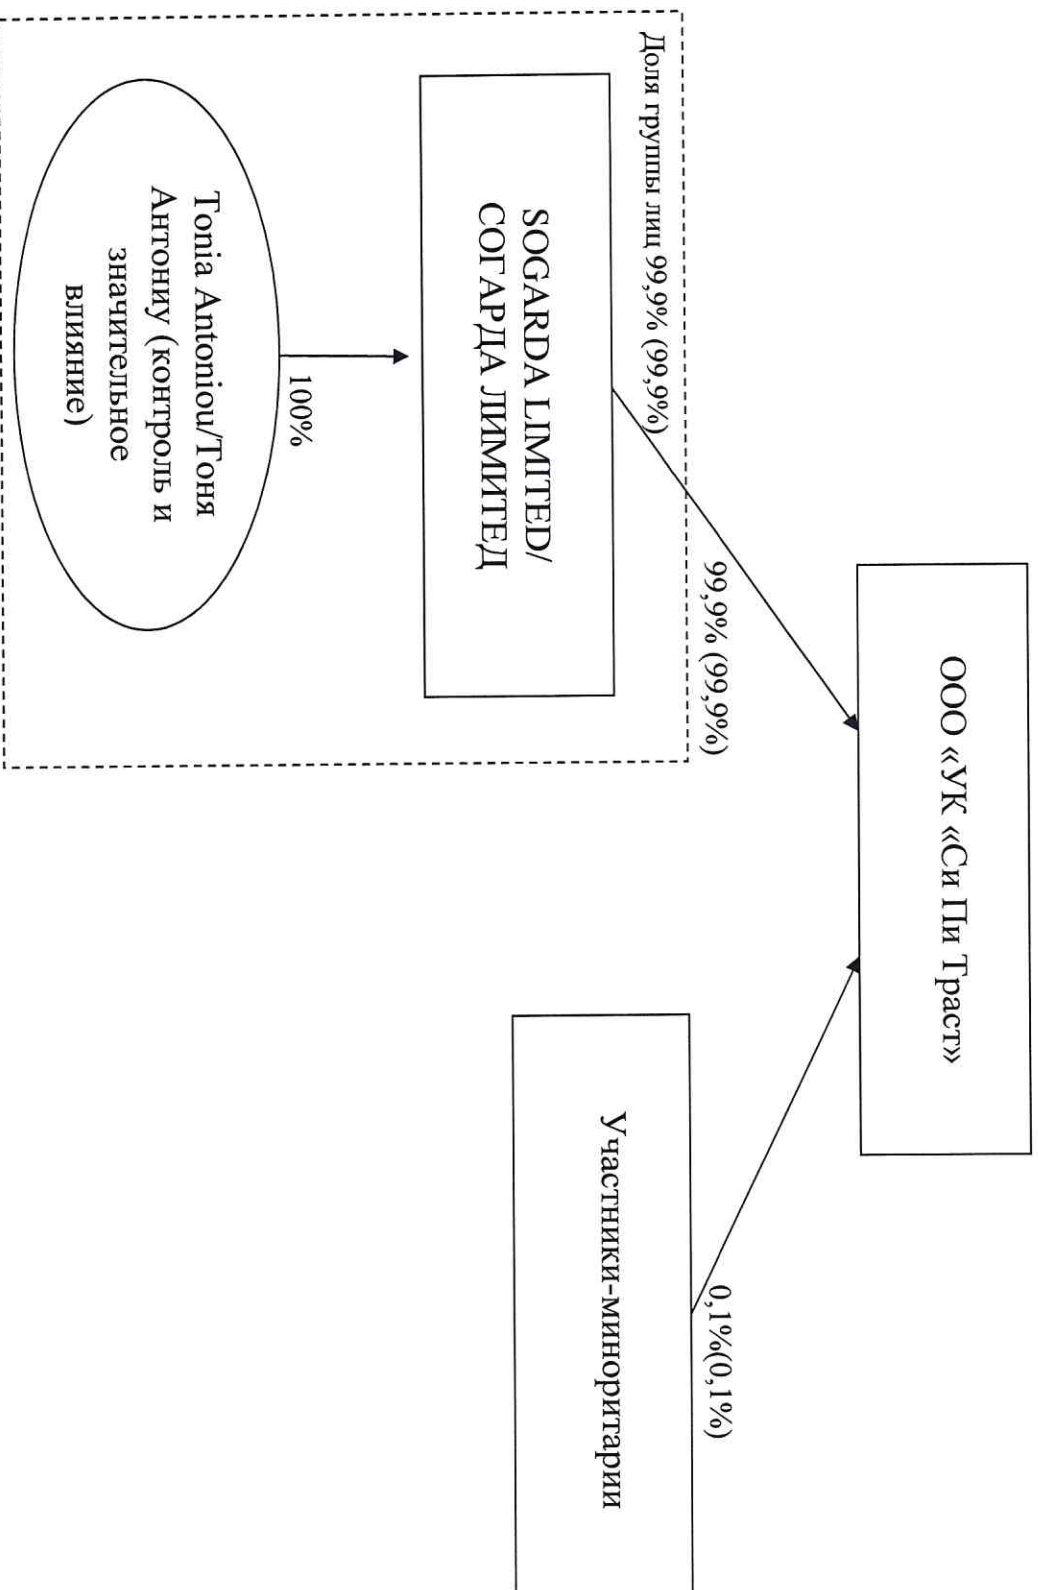 ООО «УК «Си Пи Траст»
99,9% (99,9%)
0,1%(0,1%)
Доля группы лиц 99,9% (99,9%)
SOGARDA LIMITED/
СОГАРДА ЛИМИТЕД
Участники-миноритарии
100%
Tonia Antoniou/Тоня
Антониу (контроль и
значительное
влияние)